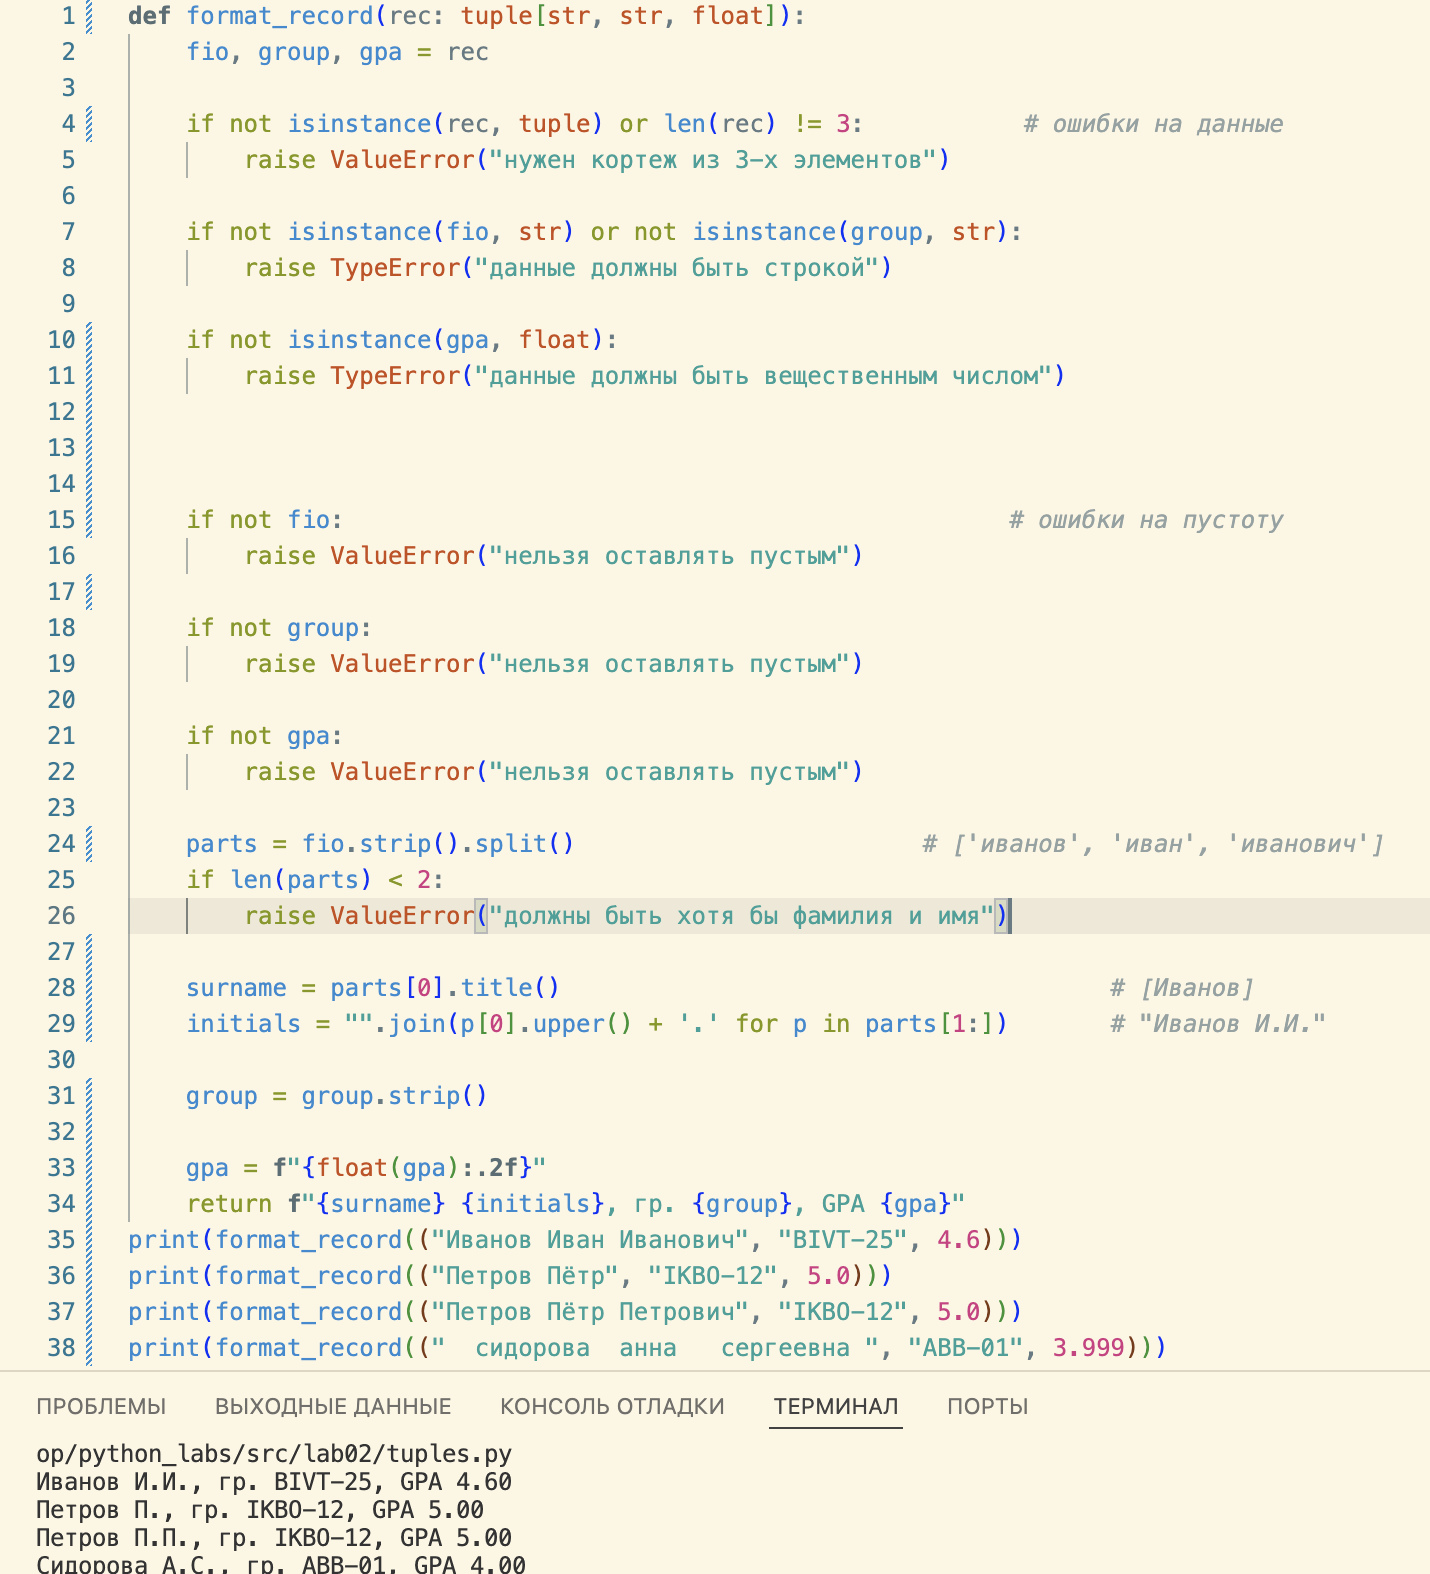 1 def format_record(rec: tuple[str, str, float]):
2 fio, group, gpa = rec
3
4 if not isinstance(rec, tuple) or len(rec) != 3: # ошибки на данные
5 raise ValueError("нужен кортеж из 3-х элементов")
6
7 if not isinstance(fio, str) or not isinstance(group, str):
8 raise TypeError("данные должны быть строкой")
9
10 if not isinstance(gpa, float):
11 raise TypeError("данные должны быть вещественным числом")
12
13
14
15 if not fio: # ошибки на пустоту
16 raise ValueError("нельзя оставлять пустым")
17
18 if not group:
19 raise ValueError("нельзя оставлять пустым")
20
21 if not gpa:
22 raise ValueError("нельзя оставлять пустым")
23
24 parts = fio.strip().split() # ['иванов', 'иван', 'иванович']
25 if len(parts) < 2:
26 raise ValueError("должны быть хотя бы фамилия и имя")
27
28 surname = parts[0].title() # [Иванов]
29 initials = "".join(p[0].upper() + '.' for p in parts[1:]) # "Иванов И.И."
30
31 group = group.strip()
32
33 gpa = f"{float(gpa):.2f}"
34 return f"{surname} {initials}, гр. {group}, GPA {gpa}"
35 print(format_record(("Иванов Иван Иванович", "BIVT-25", 4.6)))
36 print(format_record(("Петров Пётр", "IKBO-12", 5.0)))
37 print(format_record(("Петров Пётр Петрович", "IKBO-12", 5.0)))
38 print(format_record(("  сидорова  анна   сергеевна ", "ABB-01", 3.999)))
ПРОБЛЕМЫ ВЫХОДНЫЕ ДАННЫЕ КОНСОЛЬ ОТЛАДКИ ТЕРМИНАЛ ПОРТЫ
op/python_labs/src/lab02/tuples.py
Иванов И.И., гр. BIVT-25, GPA 4.60
Петров П., гр. IKBO-12, GPA 5.00
Петров П.П., гр. IKBO-12, GPA 5.00
Сидорова А.С., гр. ABB-01, GPA 4.00